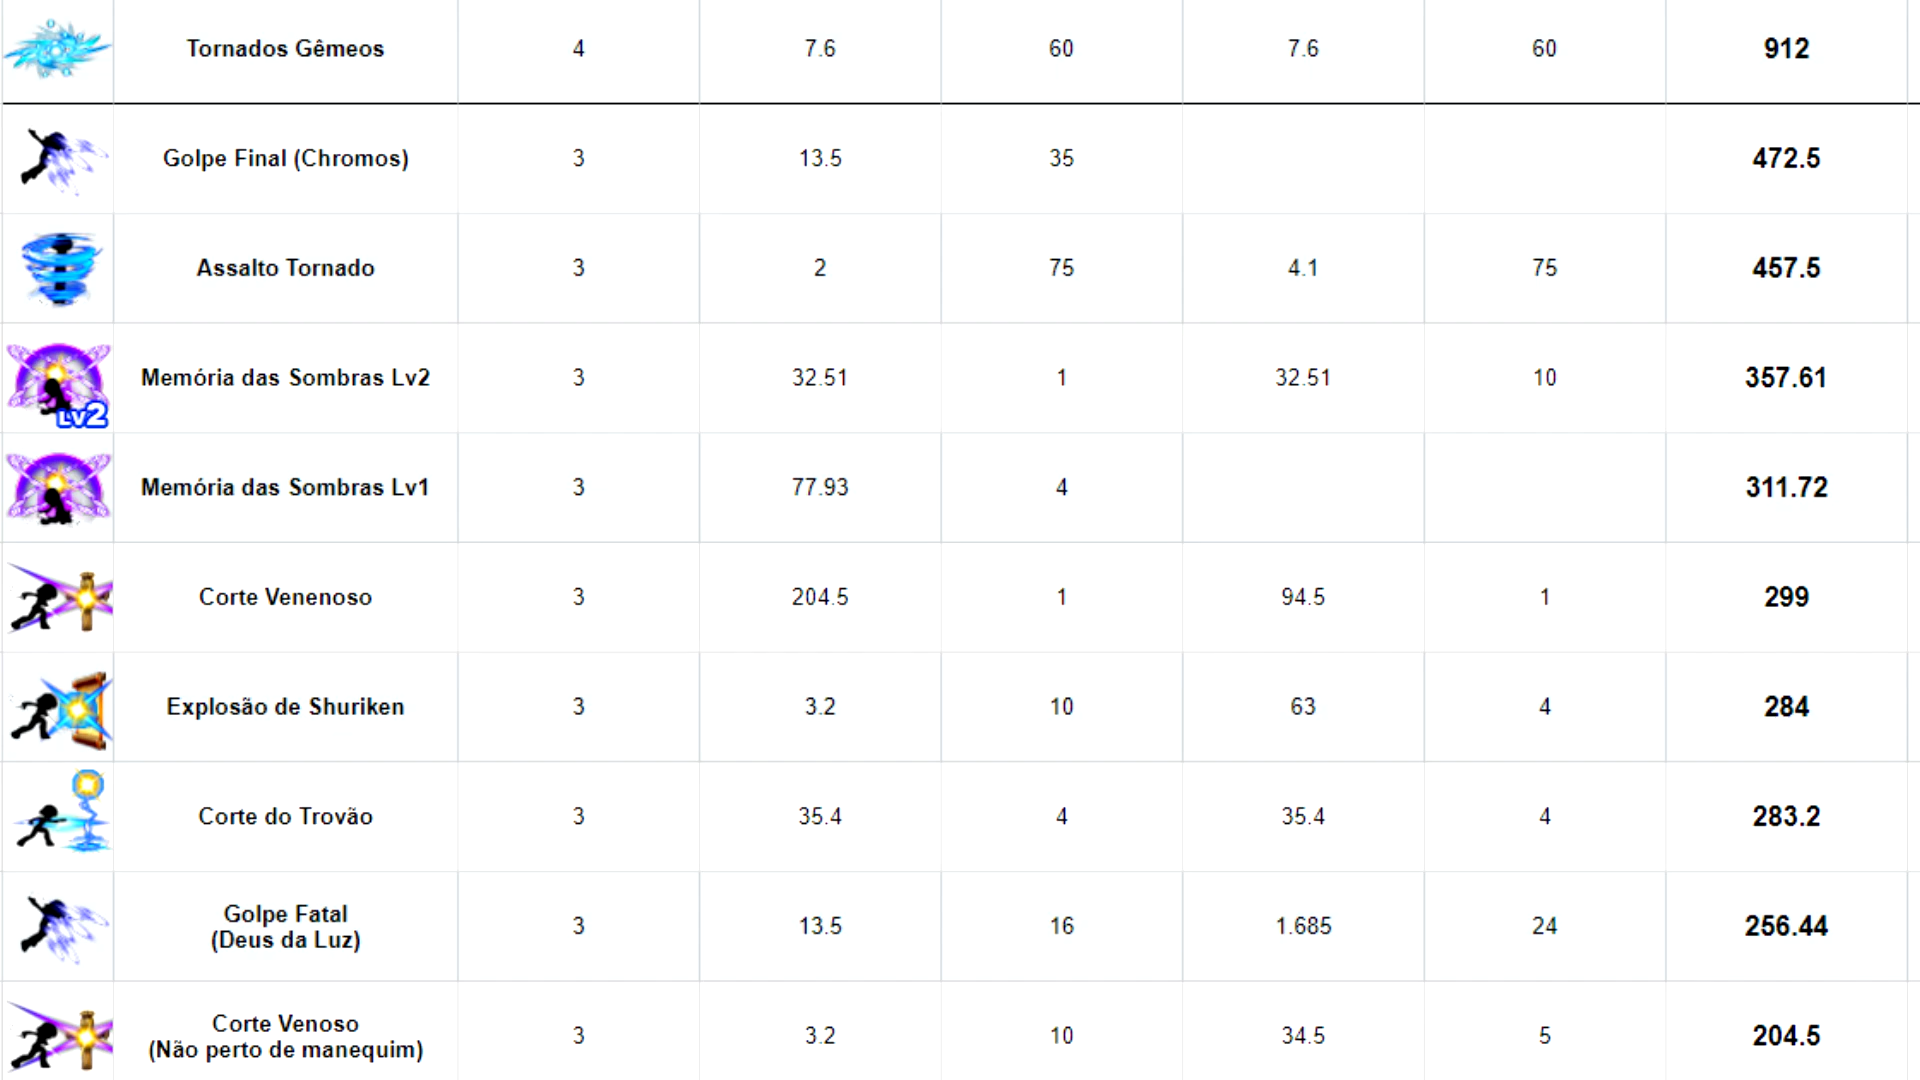 Tornados Gêmeos 4 7.6 60 7.6 60 912
Golpe Final (Chromos) 3 13.5 35 472.5
Assalto Tornado 3 2 75 4.1 75 457.5
Lv2
Memória das Sombras Lv2 3 32.51 1 32.51 10 357.61
Memória das Sombras Lv1 3 77.93 4 311.72
Corte Venenoso 3 204.5 1 94.5 1 299
Explosão de Shuriken 3 3.2 10 63 4 284
Corte do Trovão 3 35.4 4 35.4 4 283.2
Golpe Fatal
(Deus da Luz) 3 13.5 16 1.685 24 256.44
Corte Venoso
(Não perto de manequim) 3 3.2 10 34.5 5 204.5